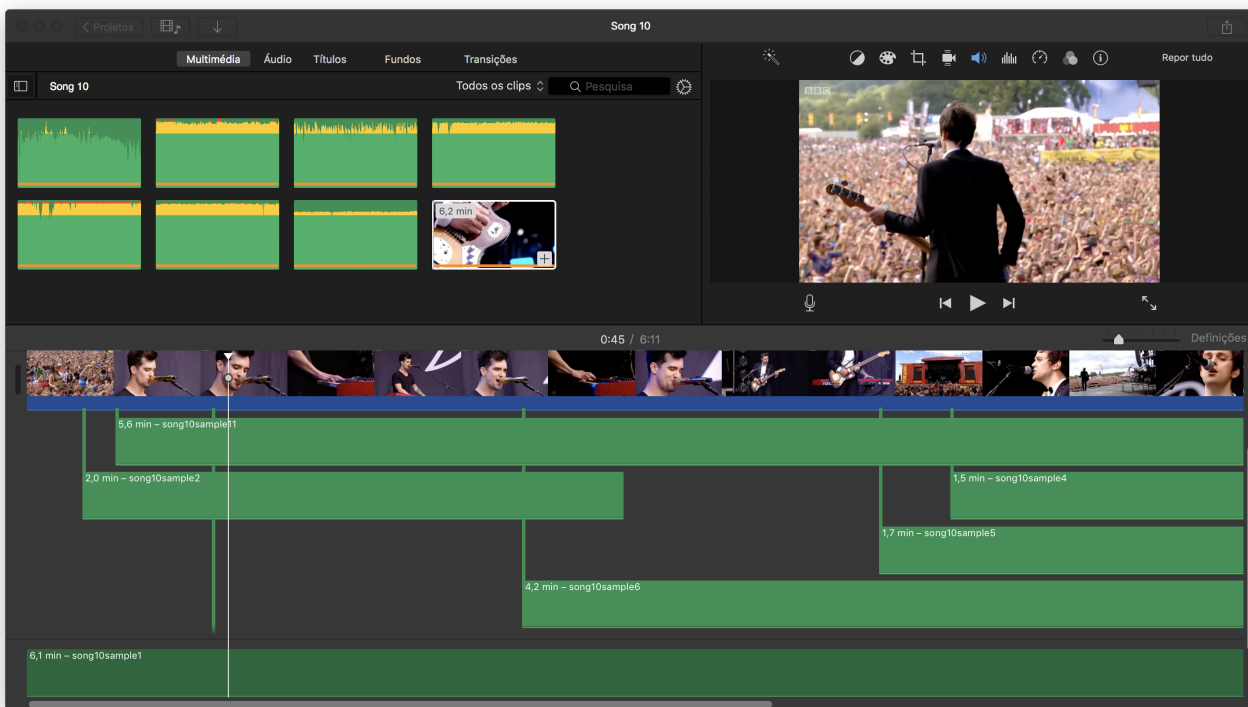 Song 10
Projetos
Multimédia
Áudio
Títulos
Fundos
Transições
Repor tudo
Song 10
Todos os clips
Pesquisa
BBC
6,2 min
0:45 / 6:11
Definições
5,6 min – song10sample11
2,0 min – song10sample2
1,5 min – song10sample4
1,7 min – song10sample5
4,2 min – song10sample6
6,1 min – song10sample1